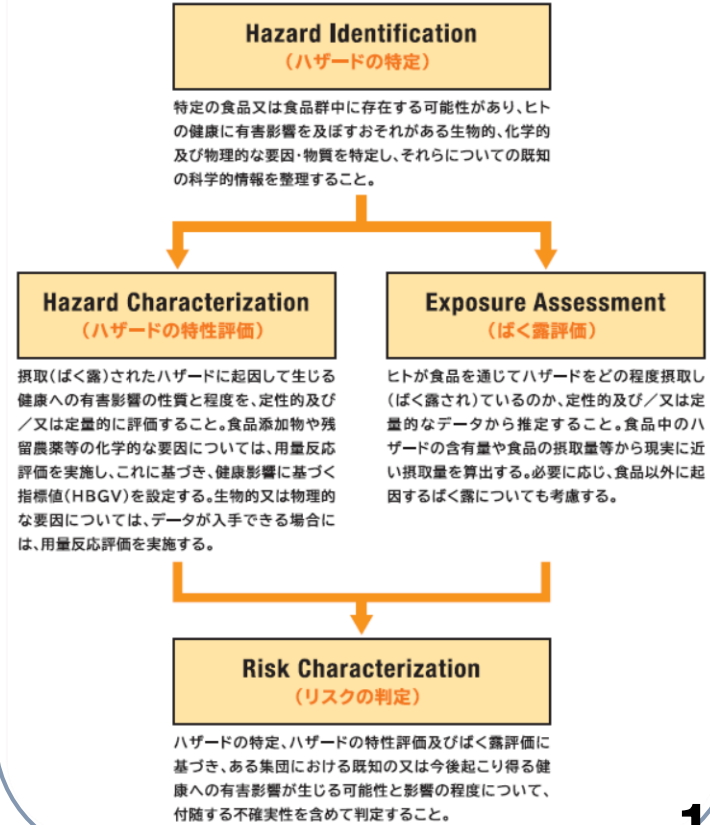 Hazard Identification
（ハザードの特定）
特定の食品又は食品群中に存在する可能性があり、ヒト
の健康に有害影響を及ぼすおそれがある生物的、化学的
及び物理的な要因・物質を特定し、それらについての既知
の科学的情報を整理すること。
Hazard Characterization
（ハザードの特性評価）
摂取（ばく露）されたハザードに起因して生じる
健康への有害影響の性質と程度を、定性的及び
／又は定量的に評価すること。食品添加物や残
留農薬等の化学的な要因については、用量反応
評価を実施し、これに基づき、健康影響に基づく
指標値（HBGV）を設定する。生物的又は物理的
な要因については、データが入手できる場合に
は、用量反応評価を実施する。
Exposure Assessment
（ばく露評価）
ヒトが食品を通じてハザードをどの程度摂取し
（ばく露され）ているのか、定性的及び／又は定
量的なデータから推定すること。食品中のハ
ザードの含有量や食品の摂取量等から現実に近
い摂取量を算出する。必要に応じ、食品以外に起
因するばく露についても考慮する。
Risk Characterization
（リスクの判定）
ハザードの特定、ハザードの特性評価及びばく露評価に
基づき、ある集団における既知の又は今後起こり得る健
康への有害影響が生じる可能性と影響の程度について、
付随する不確実性を含めて判定すること。